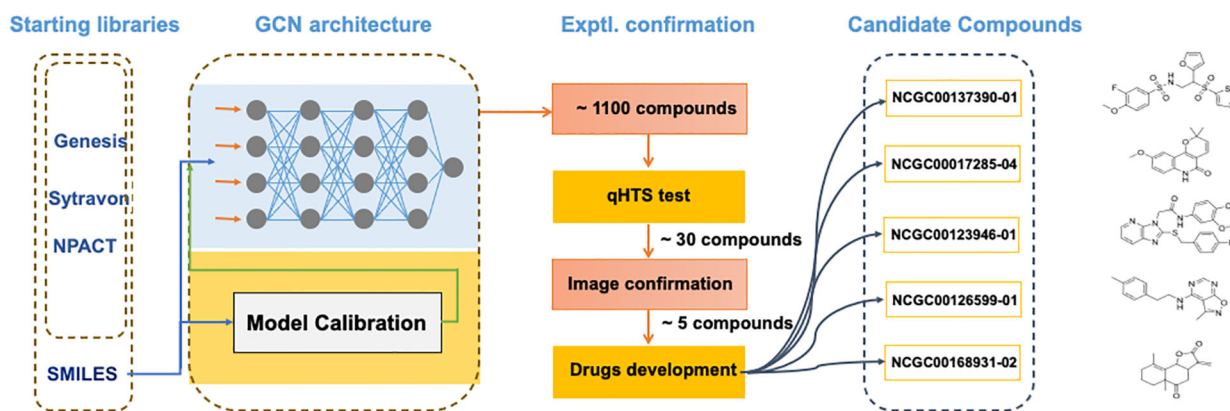 Starting libraries
GCN architecture
Exptl. confirmation
Candidate Compounds
Genesis
Sytravon
NPACT
SMILES
Model Calibration
~ 1100 compounds
qHTS test
~ 30 compounds
Image confirmation
~ 5 compounds
Drugs development
NCGC00137390-01
NCGC00017285-04
NCGC00123946-01
NCGC00126599-01
NCGC00168931-02